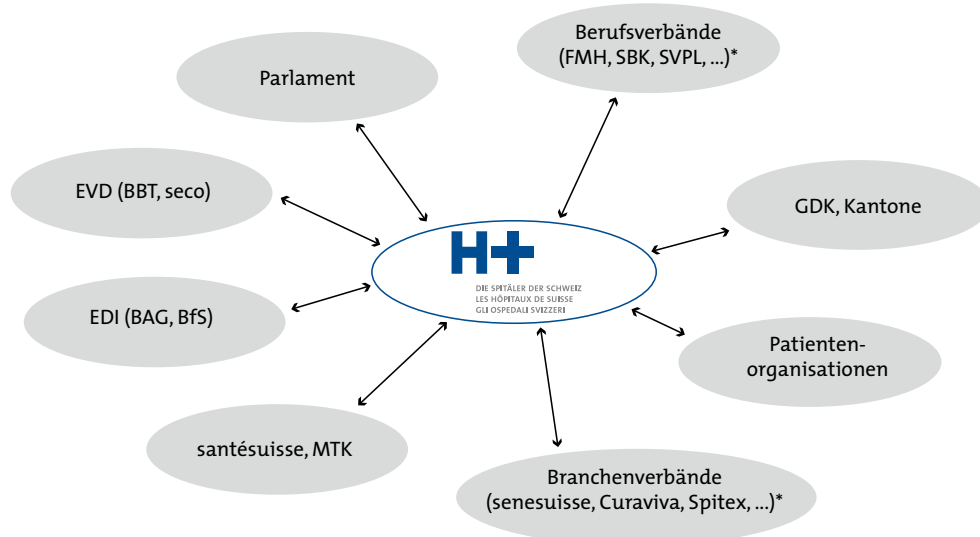 Berufsverbände
(FMH, SBK, SVPL, ...)*
Parlament
EVD (BBT, seco)
GDK, Kantone
H+
DIE SPITÄLER DER SCHWEIZ
LES HÔPITAUX DE SUISSE
GLI OSPEDALI SVIZZERI
EDI (BAG, BfS)
Patienten-
organisationen
santésuisse, MTK
Branchenverbände
(senesuisse, Curaviva, Spitex, ...)*